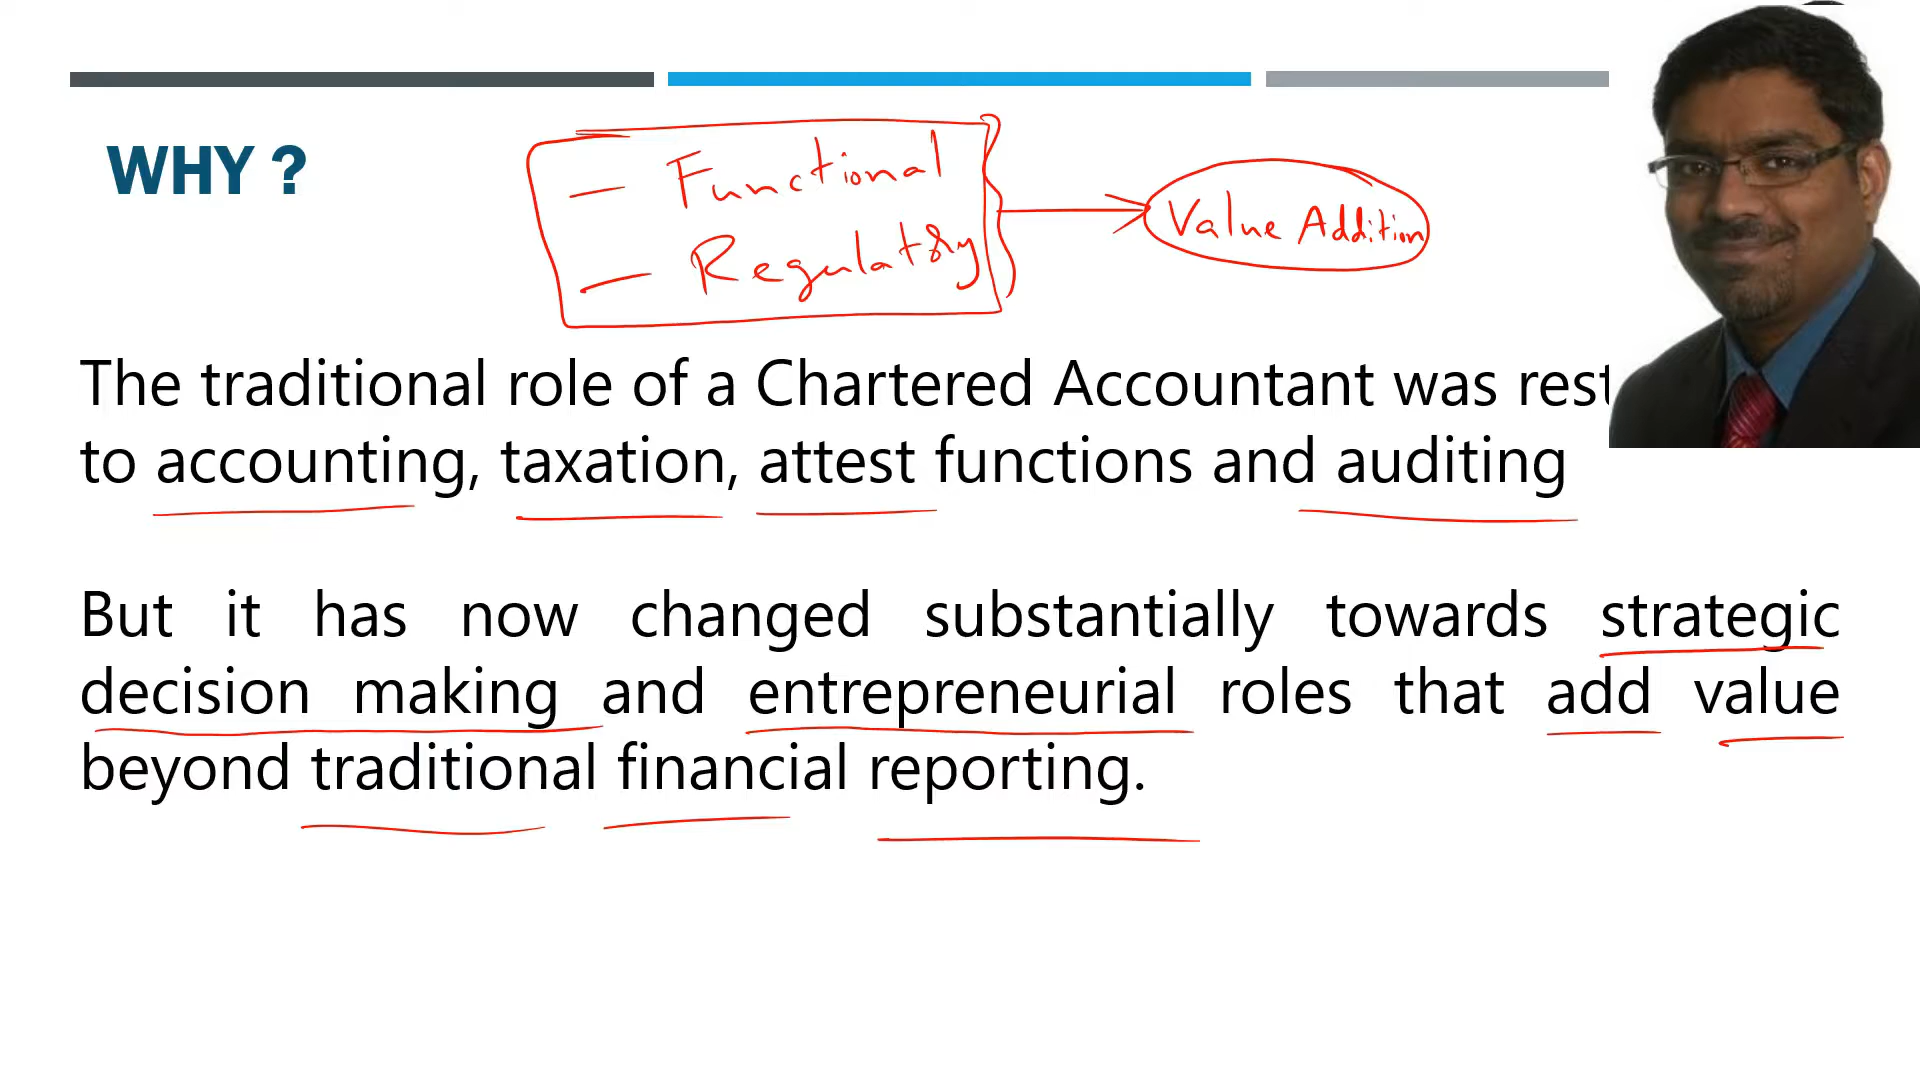 WHY ?
— Functional
— Regulatory
Value Addition
The traditional role of a Chartered Accountant was rest
to accounting, taxation, attest functions and auditing
But it has now changed substantially towards strategic
decision making and entrepreneurial roles that add value
beyond traditional financial reporting.